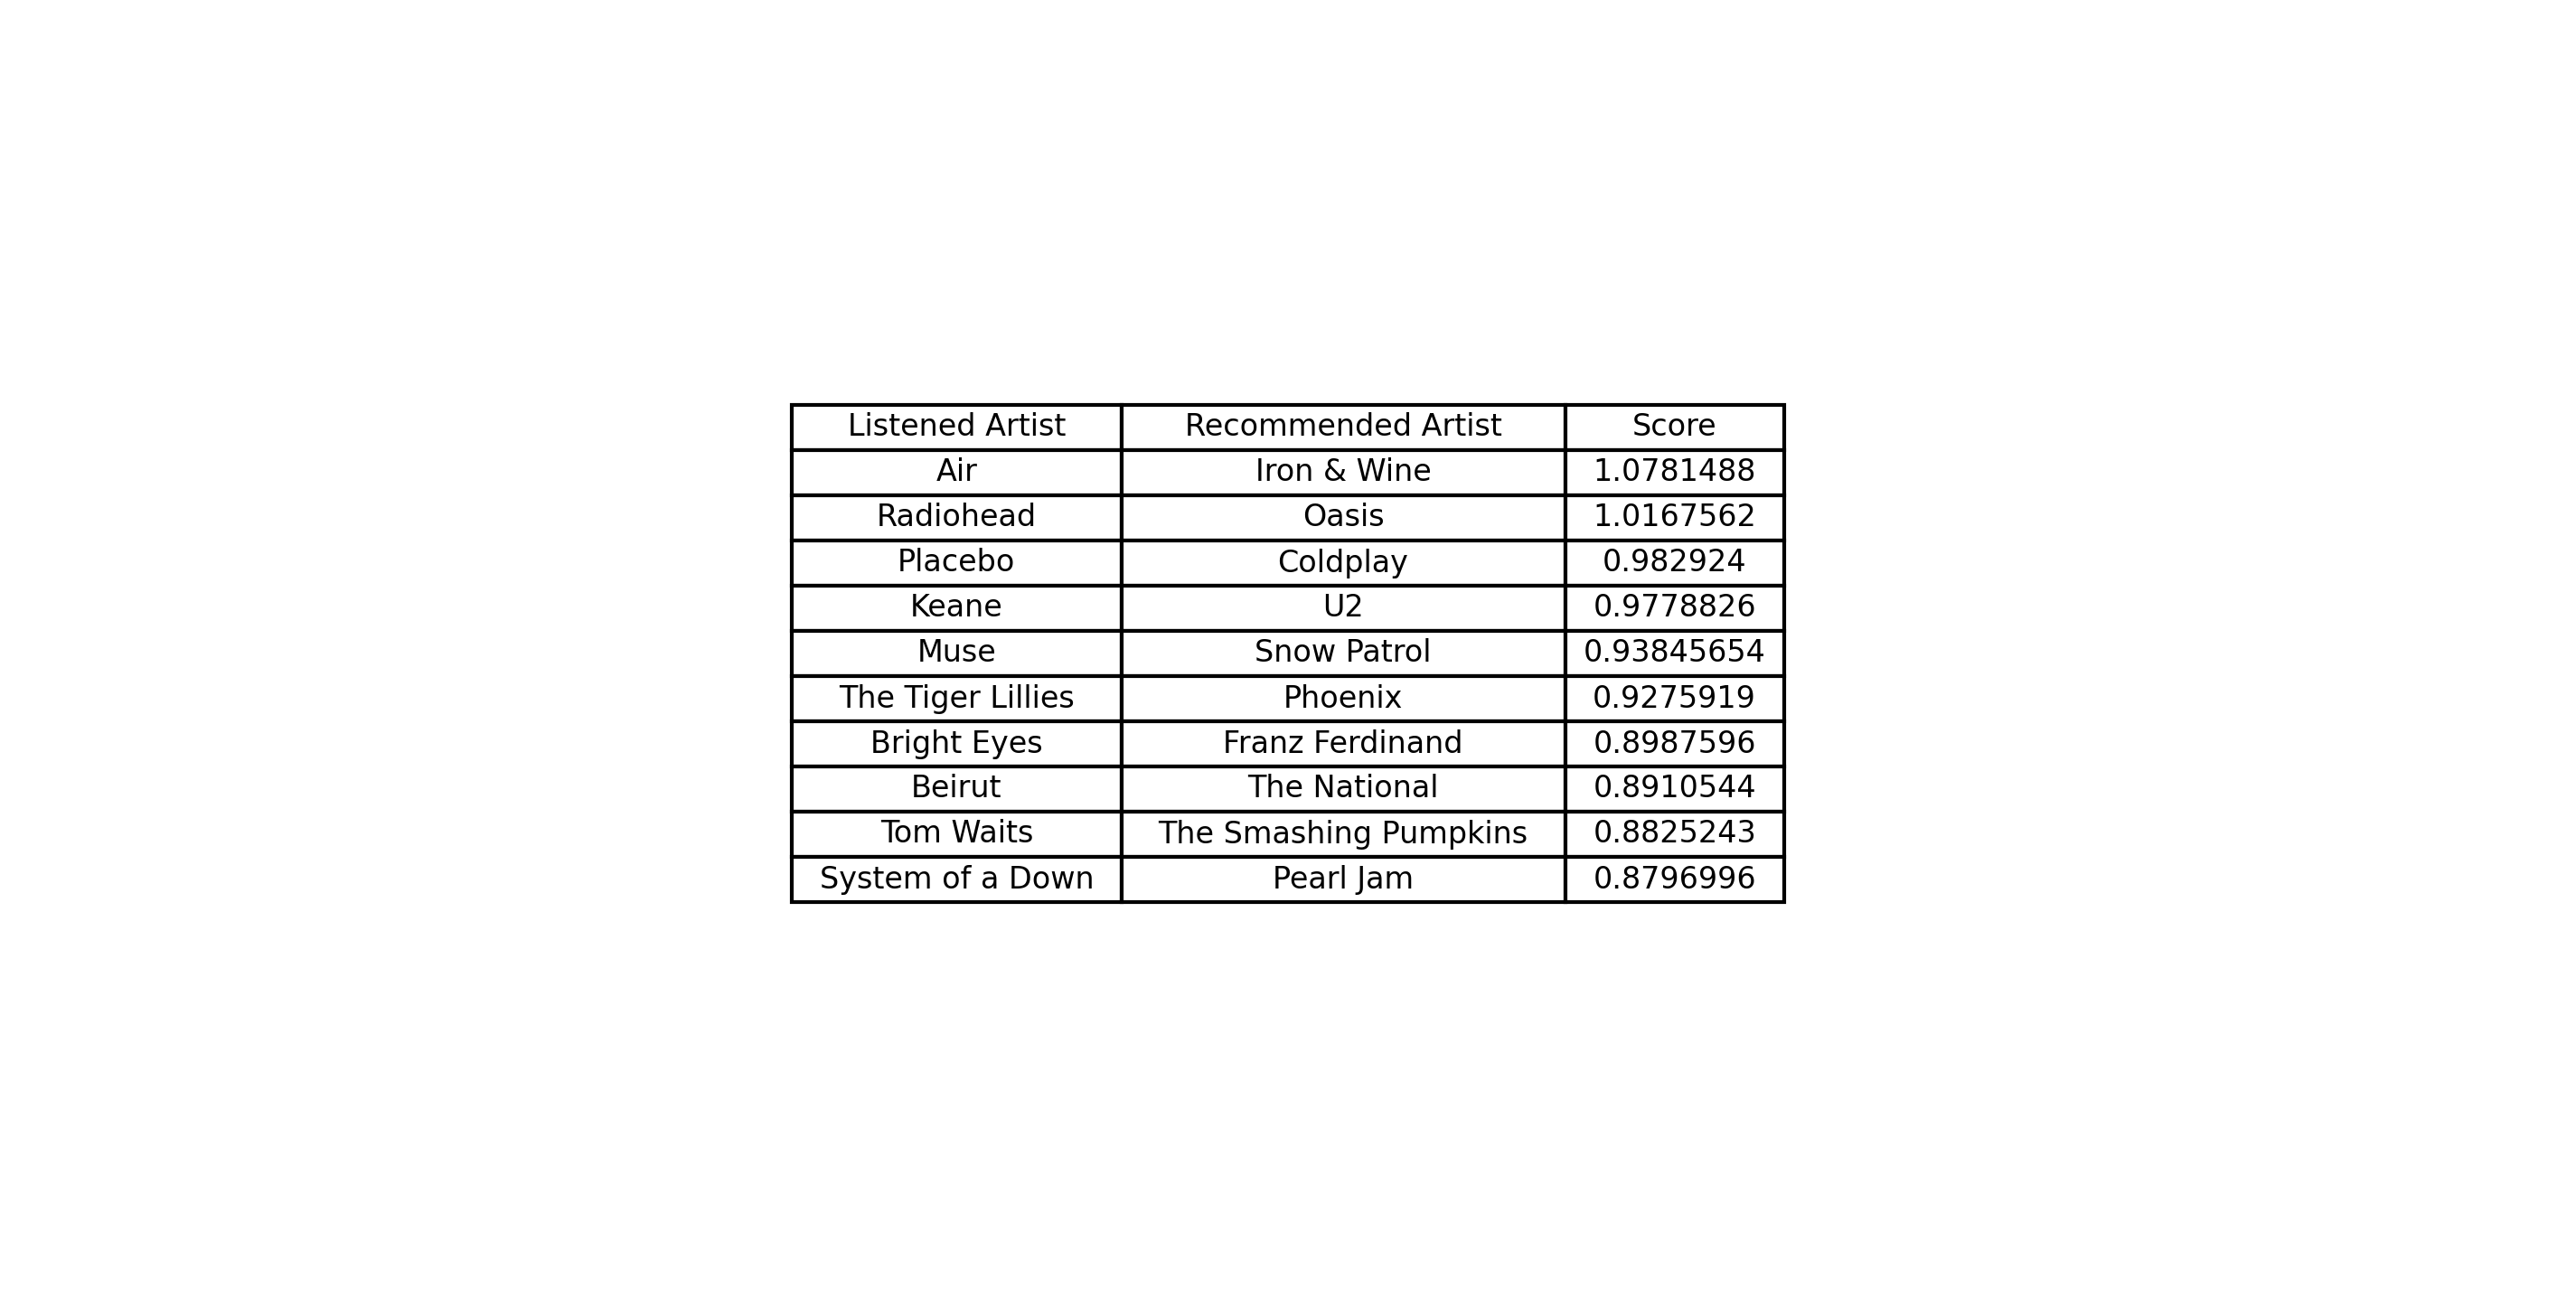 Listened Artist Recommended Artist Score
Air Iron & Wine 1.0781488
Radiohead Oasis 1.0167562
Placebo Coldplay 0.982924
Keane U2 0.9778826
Muse Snow Patrol 0.93845654
The Tiger Lillies Phoenix 0.9275919
Bright Eyes Franz Ferdinand 0.8987596
Beirut The National 0.8910544
Tom Waits The Smashing Pumpkins 0.8825243
System of a Down Pearl Jam 0.8796996